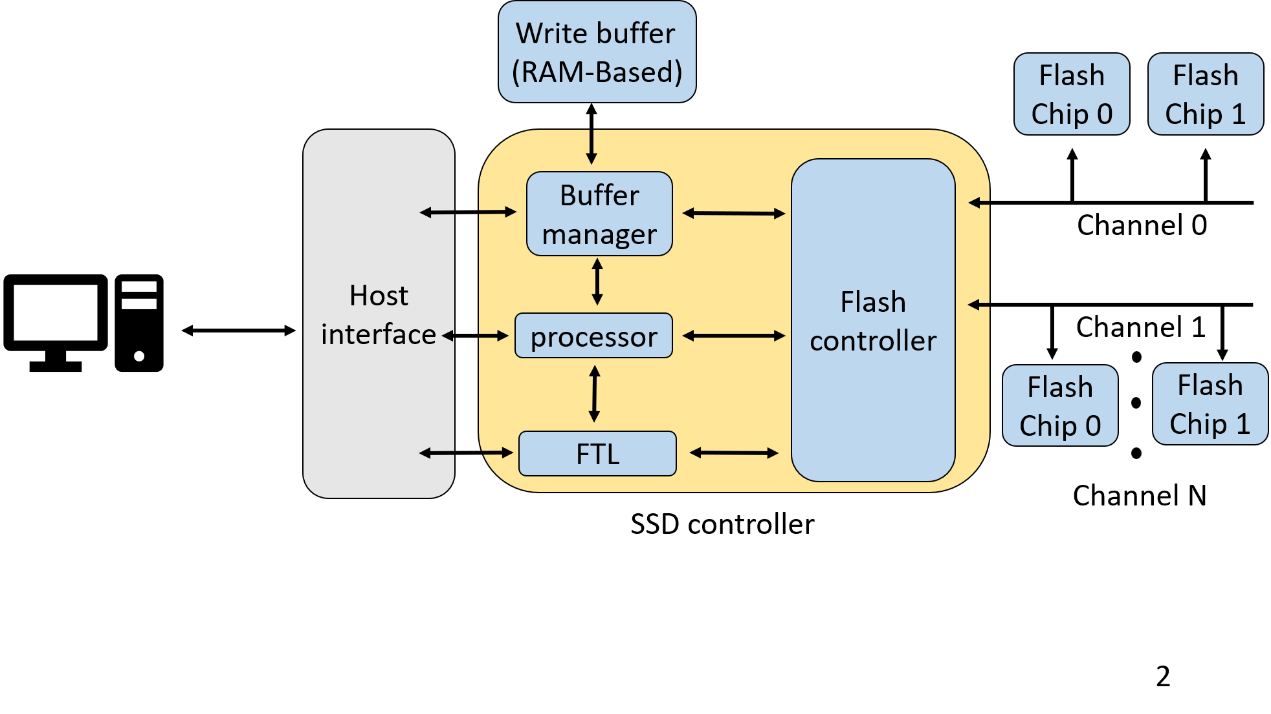 Write buffer
(RAM-Based)
Flash
Chip 0
Flash
Chip 1
Channel 0
Buffer
manager
Host
interface
processor
Flash
controller
Channel 1
Flash
Chip 0
Flash
Chip 1
FTL
Channel N
SSD controller
2